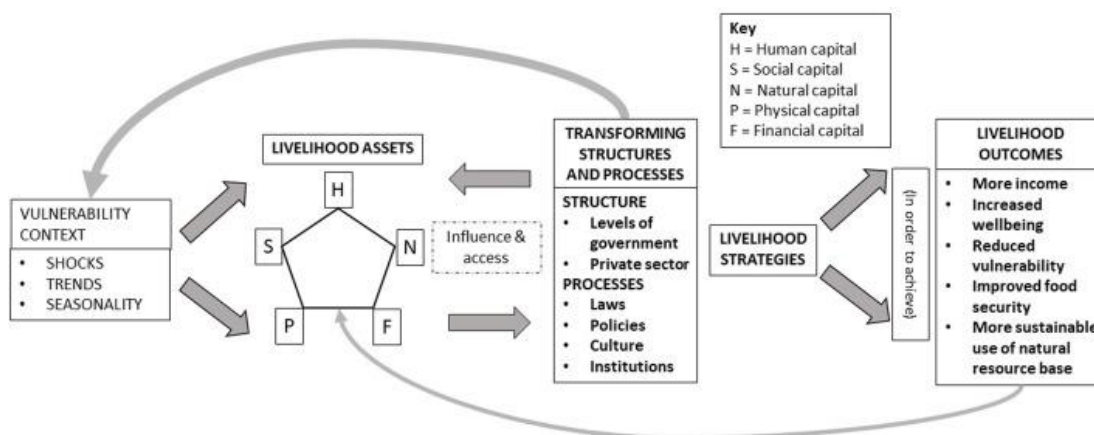 Key
H = Human capital
S = Social capital
N = Natural capital
P = Physical capital
F = Financial capital
VULNERABILITY
CONTEXT
• SHOCKS
• TRENDS
• SEASONALITY
LIVELIHOOD ASSETS
H
S
N
P
F
Influence &
access
TRANSFORMING
STRUCTURES
AND PROCESSES
STRUCTURE
• Levels of
government
• Private sector
PROCESSES
• Laws
• Policies
• Culture
• Institutions
LIVELIHOOD
STRATEGIES
(In order to achieve)
LIVELIHOOD
OUTCOMES
• More income
• Increased
wellbeing
• Reduced
vulnerability
• Improved food
security
• More sustainable
use of natural
resource base